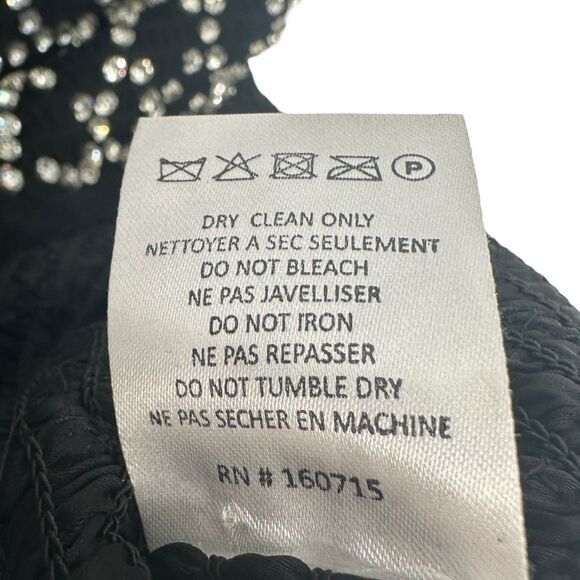 P
DRY CLEAN ONLY
NETTOYER A SEC SEULEMENT
DO NOT BLEACH
NE PAS JAVELLISER
DO NOT IRON
NE PAS REPASSER
DO NOT TUMBLE DRY
NE PAS SECHER EN MACHINE
RN # 160715